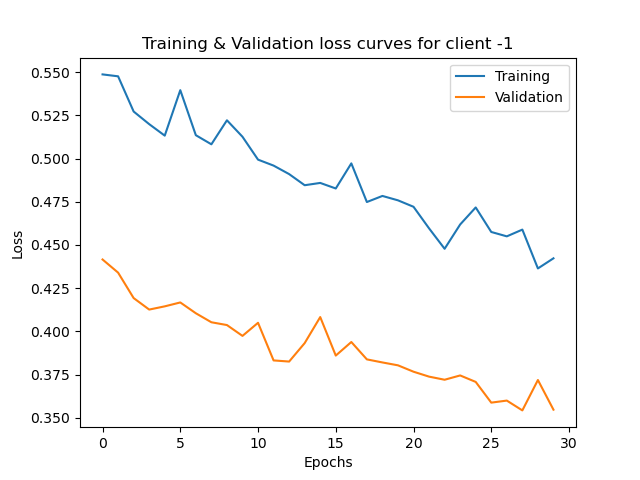 Training & Validation loss curves for client -1
Training
Validation
Loss
0.550
0.525
0.500
0.475
0.450
0.425
0.400
0.375
0.350
0 5 10 15 20 25 30
Epochs